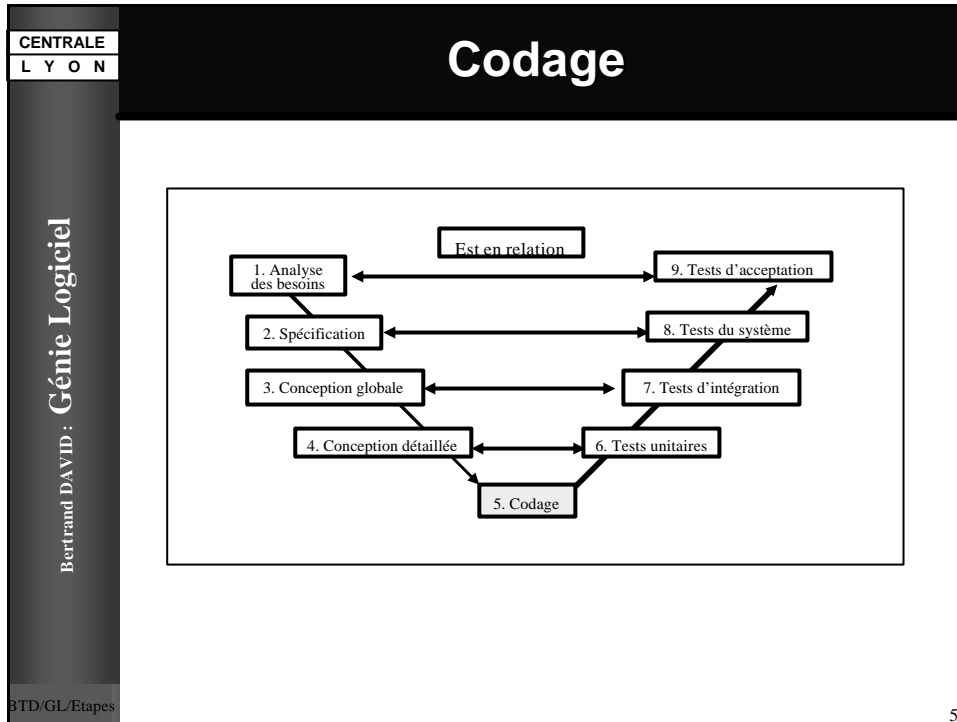 CENTRALE
L Y O N
Codage
Bertrand DAVID : Génie Logiciel
Est en relation
1. Analyse
des besoins
9. Tests d'acceptation
2. Spécification
8. Tests du système
3. Conception globale
7. Tests d'intégration
4. Conception détaillée
6. Tests unitaires
5. Codage
BTD/GL/Etapes
5